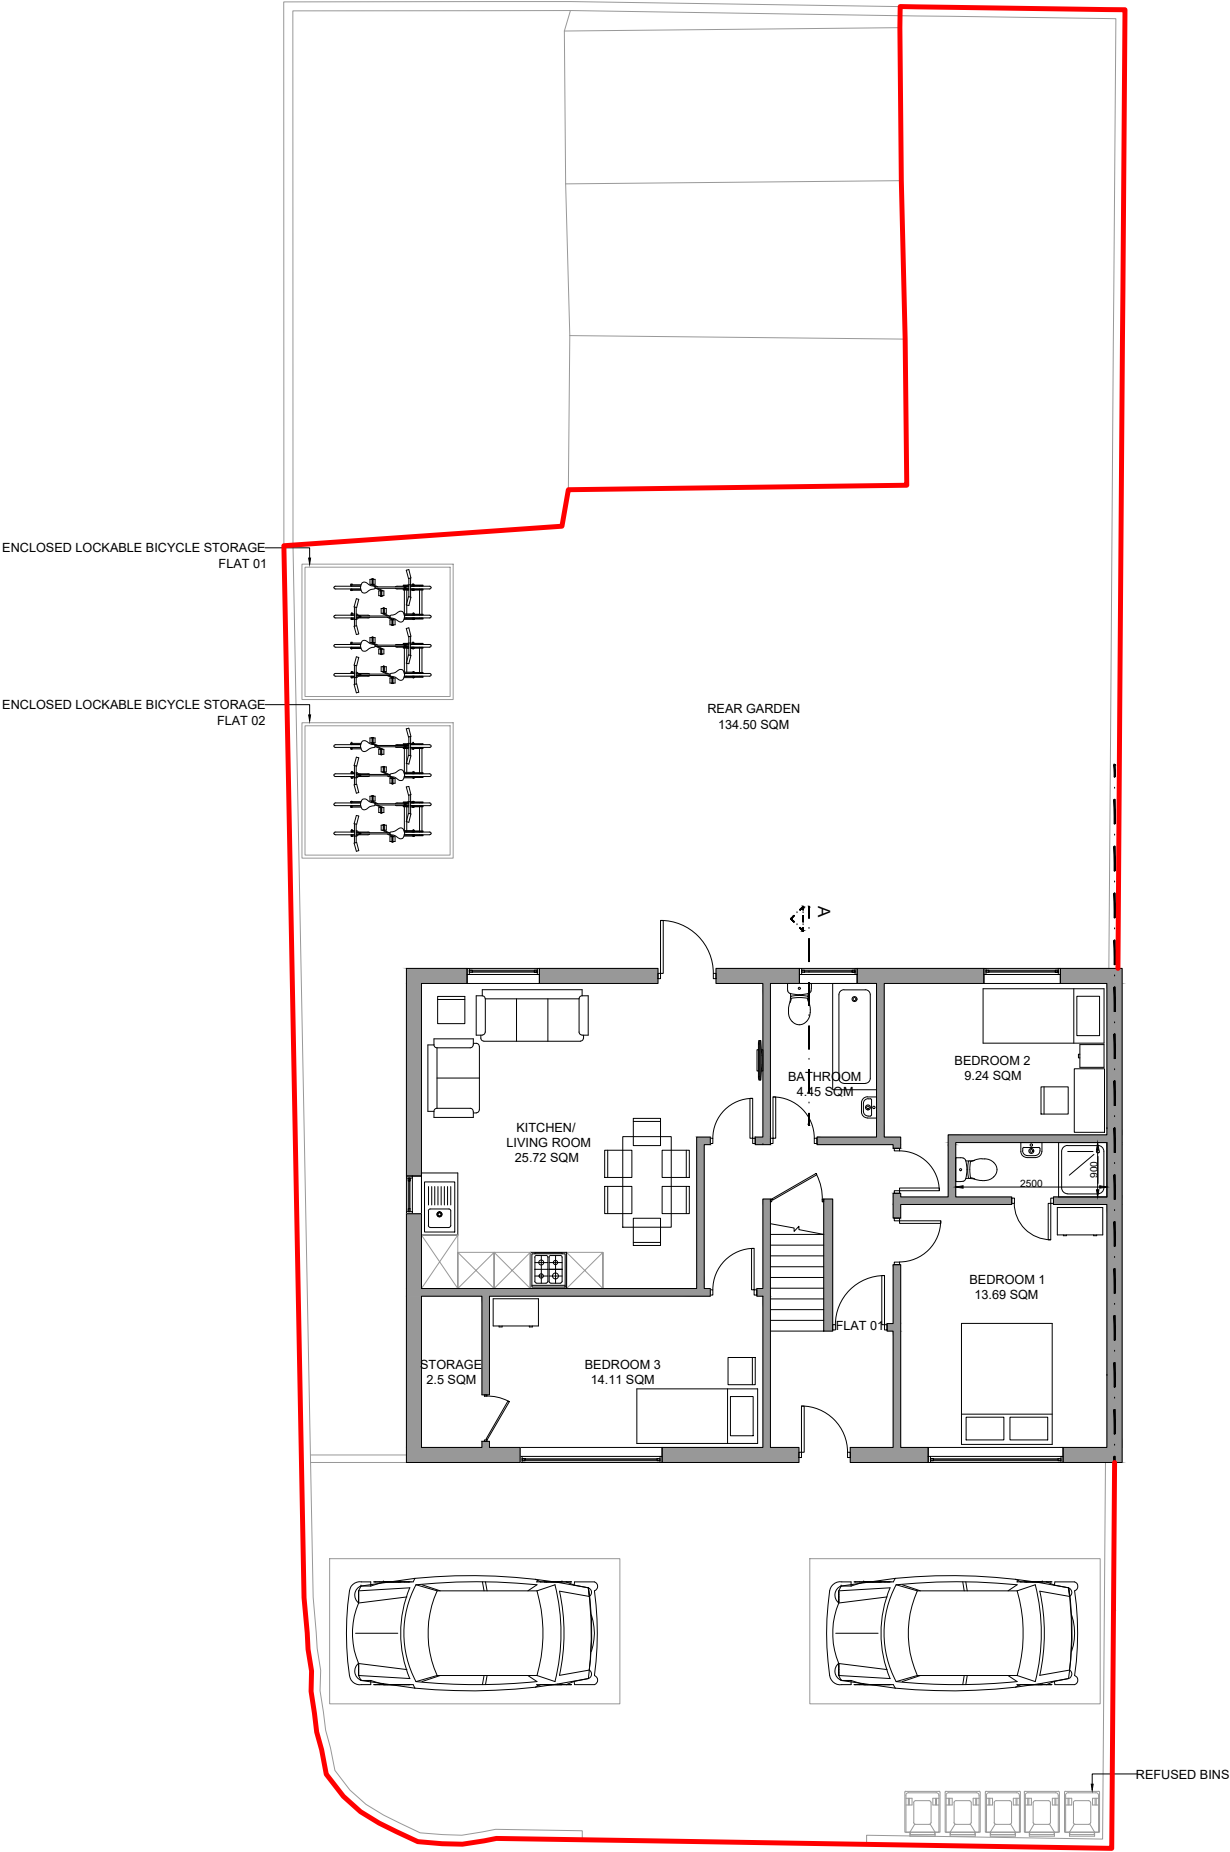 ENCLOSED LOCKABLE BICYCLE STORAGE
FLAT 01
ENCLOSED LOCKABLE BICYCLE STORAGE
FLAT 02
REAR GARDEN
134.50 SQM
A
BEDROOM 2
9.24 SQM
BATHROOM
4.45 SQM
KITCHEN/
LIVING ROOM
25.72 SQM
2500
900
BEDROOM 1
13.69 SQM
FLAT 01
STORAGE
2.5 SQM
BEDROOM 3
14.11 SQM
REFUSED BINS